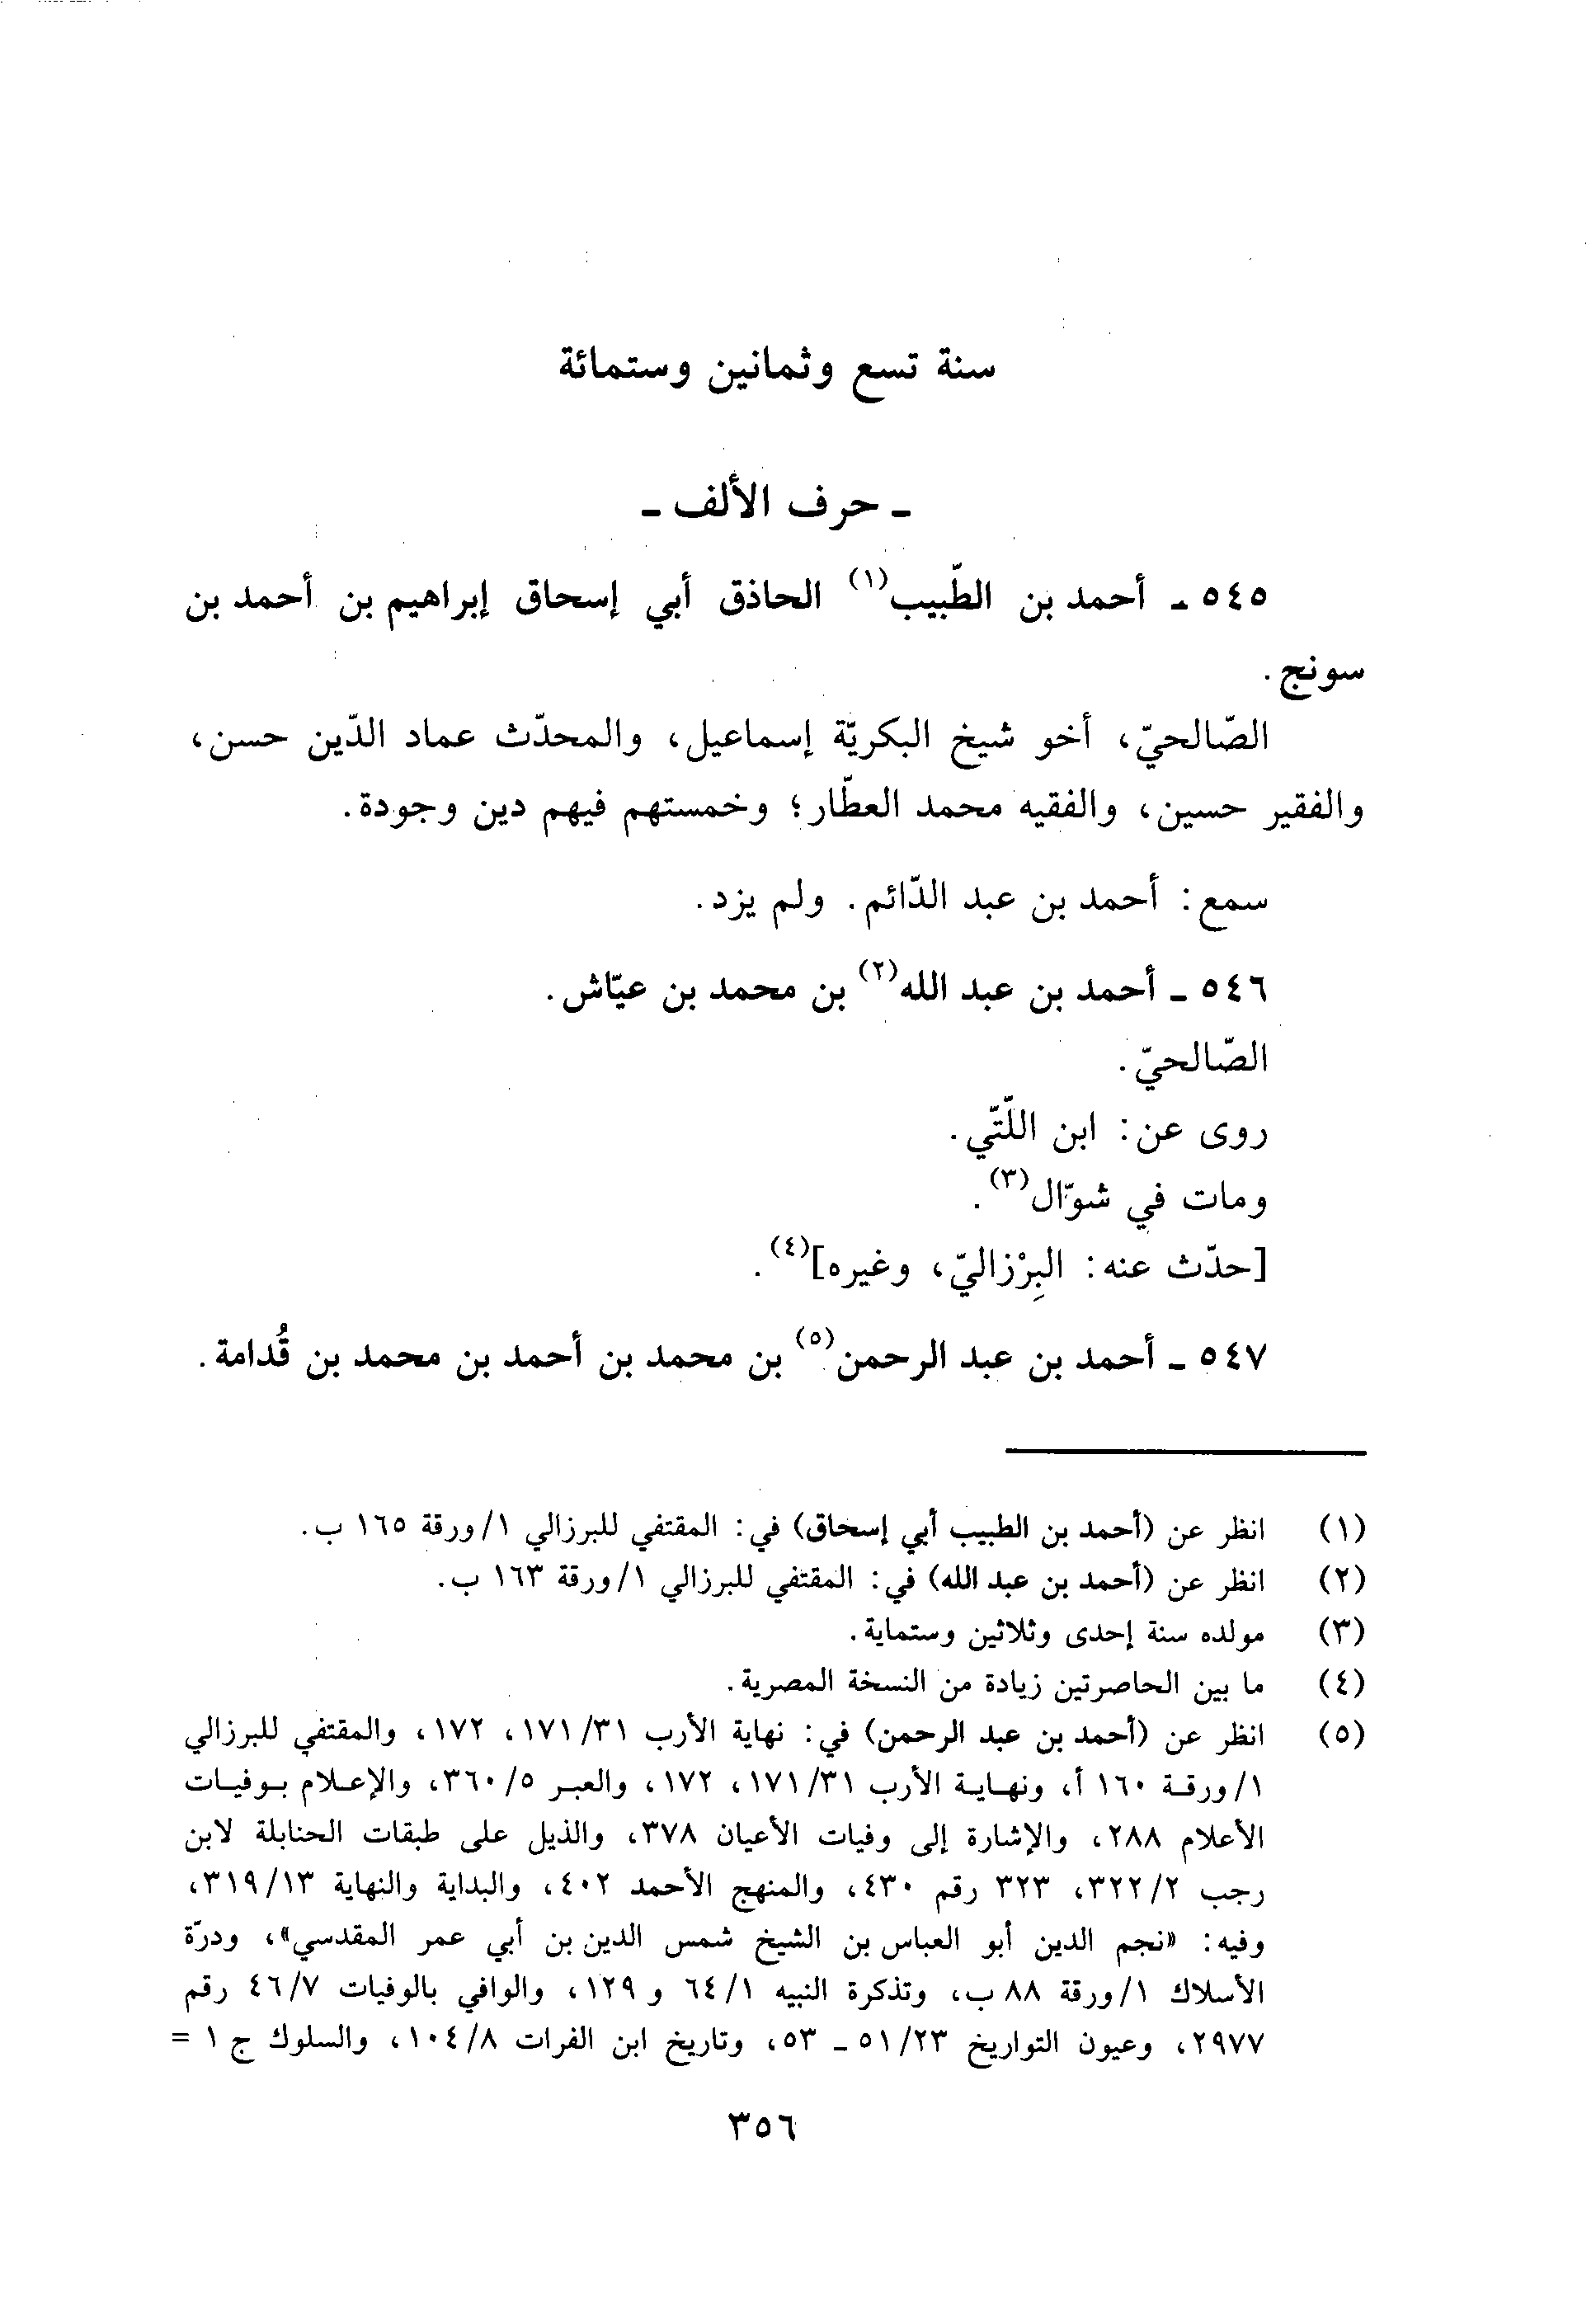 سنة تسع وثمانين وستمائة
ـ حرف الألف ـ
٥٤٥ ـ أحمد بن الطّبيب(١) الحاذق أبي إسحاق إبراهيم بن أحمد بن
سونج.
الصّالحيّ، أخو شيخ البكريّة إسماعيل، والمحدّث عماد الدّين حسن،
والفقير حسين، والفقيه محمد العطّار؛ وخمستهم فيهم دين وجودة.
سمع: أحمد بن عبد الدّائم. ولم يزد.
٥٤٦ ـ أحمد بن عبد الله(٢) بن محمد بن عيّاش.
الصّالحيّ.
روى عن: ابن اللّتّي.
ومات في شوّال(٣).
[حدّث عنه: البِرْزاليّ، وغيره](٤).
٥٤٧ ـ أحمد بن عبد الرحمن(٥) بن محمد بن أحمد بن محمد بن قُدامة.
(١) انظر عن (أحمد بن الطبيب أبي إسحاق) في: المقتفي للبرزالي ١/ورقة ١٦٥ ب.
(٢) انظر عن (أحمد بن عبد الله) في: المقتفي للبرزالي ١/ورقة ١٦٣ ب.
(٣) مولده سنة إحدى وثلاثين وستماية.
(٤) ما بين الحاصرتين زيادة من النسخة المصرية.
(٥) انظر عن (أحمد بن عبد الرحمن) في: نهاية الأرب ٣١/ ١٧١، ١٧٢، والمقتفي للبرزالي
١/ورقة ١٦٠ أ، ونهاية الأرب ٣١/ ١٧١، ١٧٢، والعبر ٥/ ٣٦٠، والإعلام بوفيات
الأعلام ٢٨٨، والإشارة إلى وفيات الأعيان ٣٧٨، والذيل على طبقات الحنابلة لابن
رجب ٢/ ٣٢٢، ٣٢٣ رقم ٤٣٠، والمنهج الأحمد ٤٠٢، والبداية والنهاية ١٣/ ٣١٩،
وفيه: «نجم الدين أبو العباس بن الشيخ شمس الدين بن أبي عمر المقدسي»، ودرّة
الأسلاك ١/ورقة ٨٨ ب، وتذكرة النبيه ١/ ٦٤ و ١٢٩، والوافي بالوفيات ٧/ ٤٦ رقم
٢٩٧٧، وعيون التواريخ ٢٣/ ٥١ ـ ٥٣، وتاريخ ابن الفرات ٨/ ١٠٤، والسلوك ج ١ =
٣٥٦